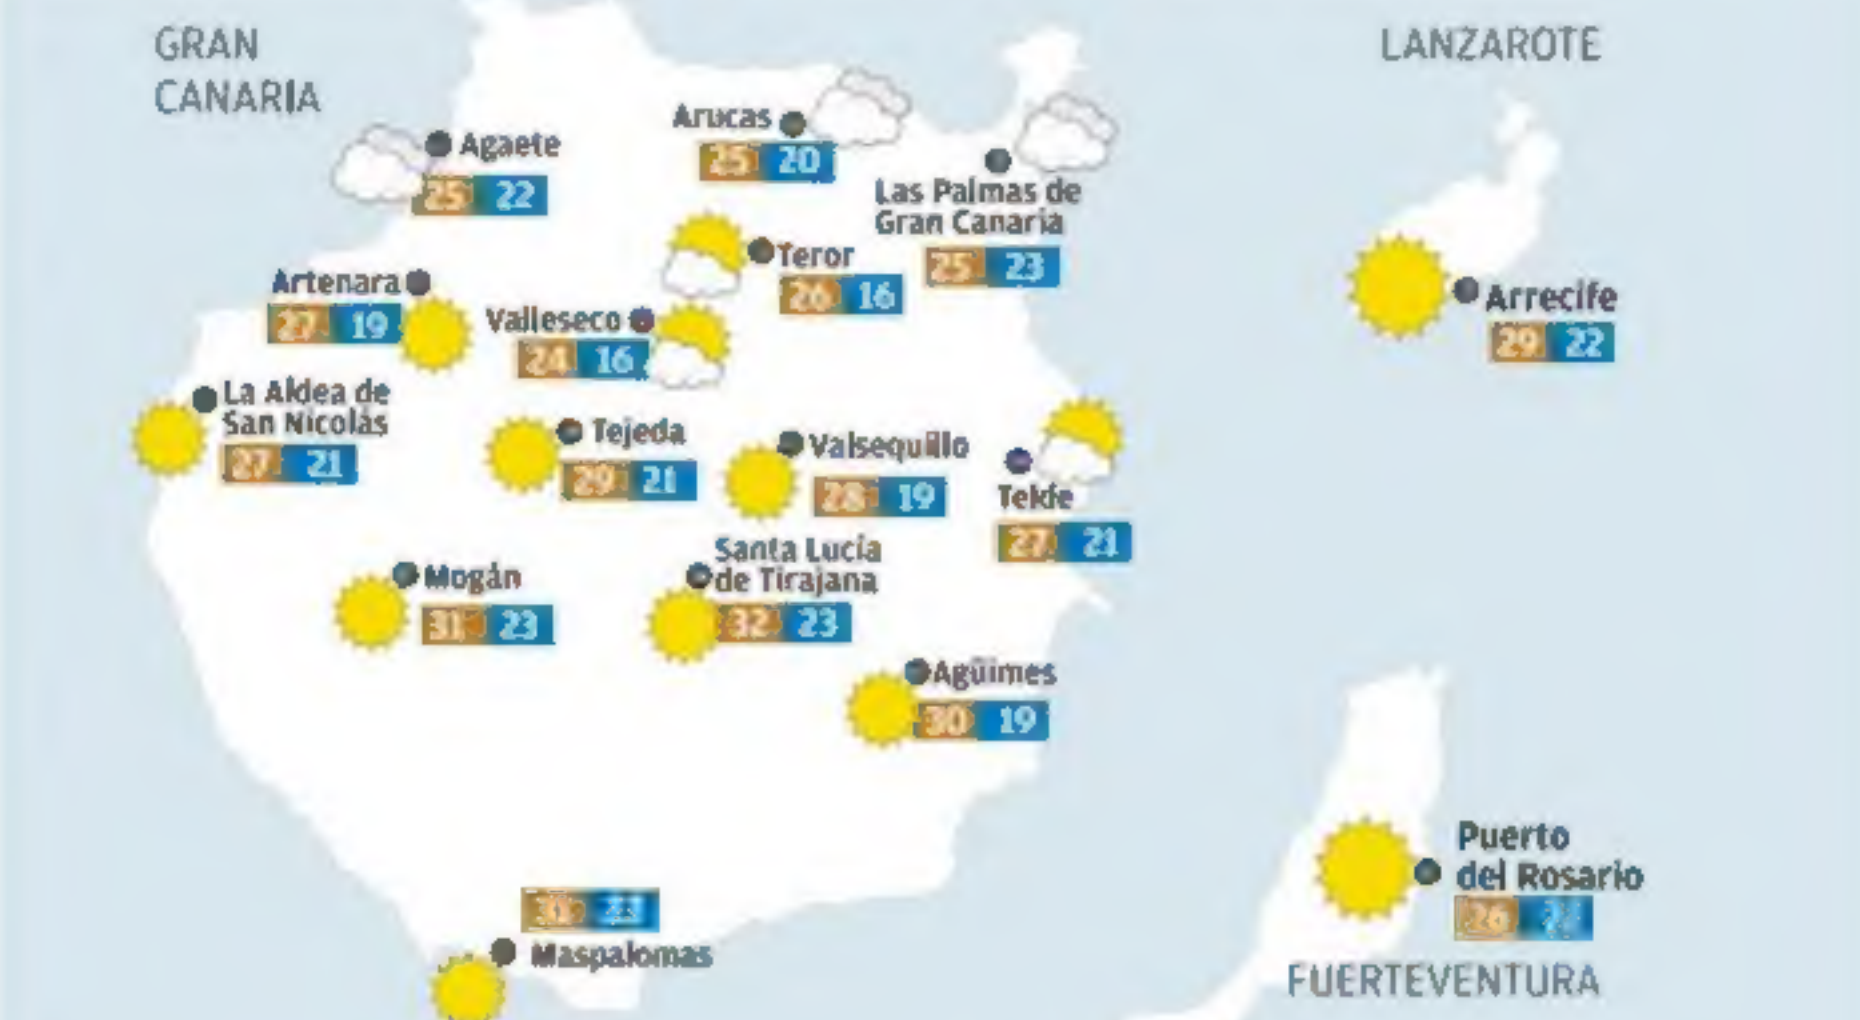 GRAN
CANARIA
LANZAROTE
Agaete
25 22
Arucas
25 20
Las Palmas de
Gran Canaria
25 23
Teror
26 16
Artenara
27 19
Valleseco
24 16
Arrecife
29 22
La Aldea de
San Nicolás
27 21
Tejeda
29 21
Valsequillo
28 19
Telde
27 21
Mogán
31 23
Santa Lucía
de Tirajana
32 23
Agüimes
30 19
Maspalomas
Puerto
del Rosario
26
FUERTEVENTURA